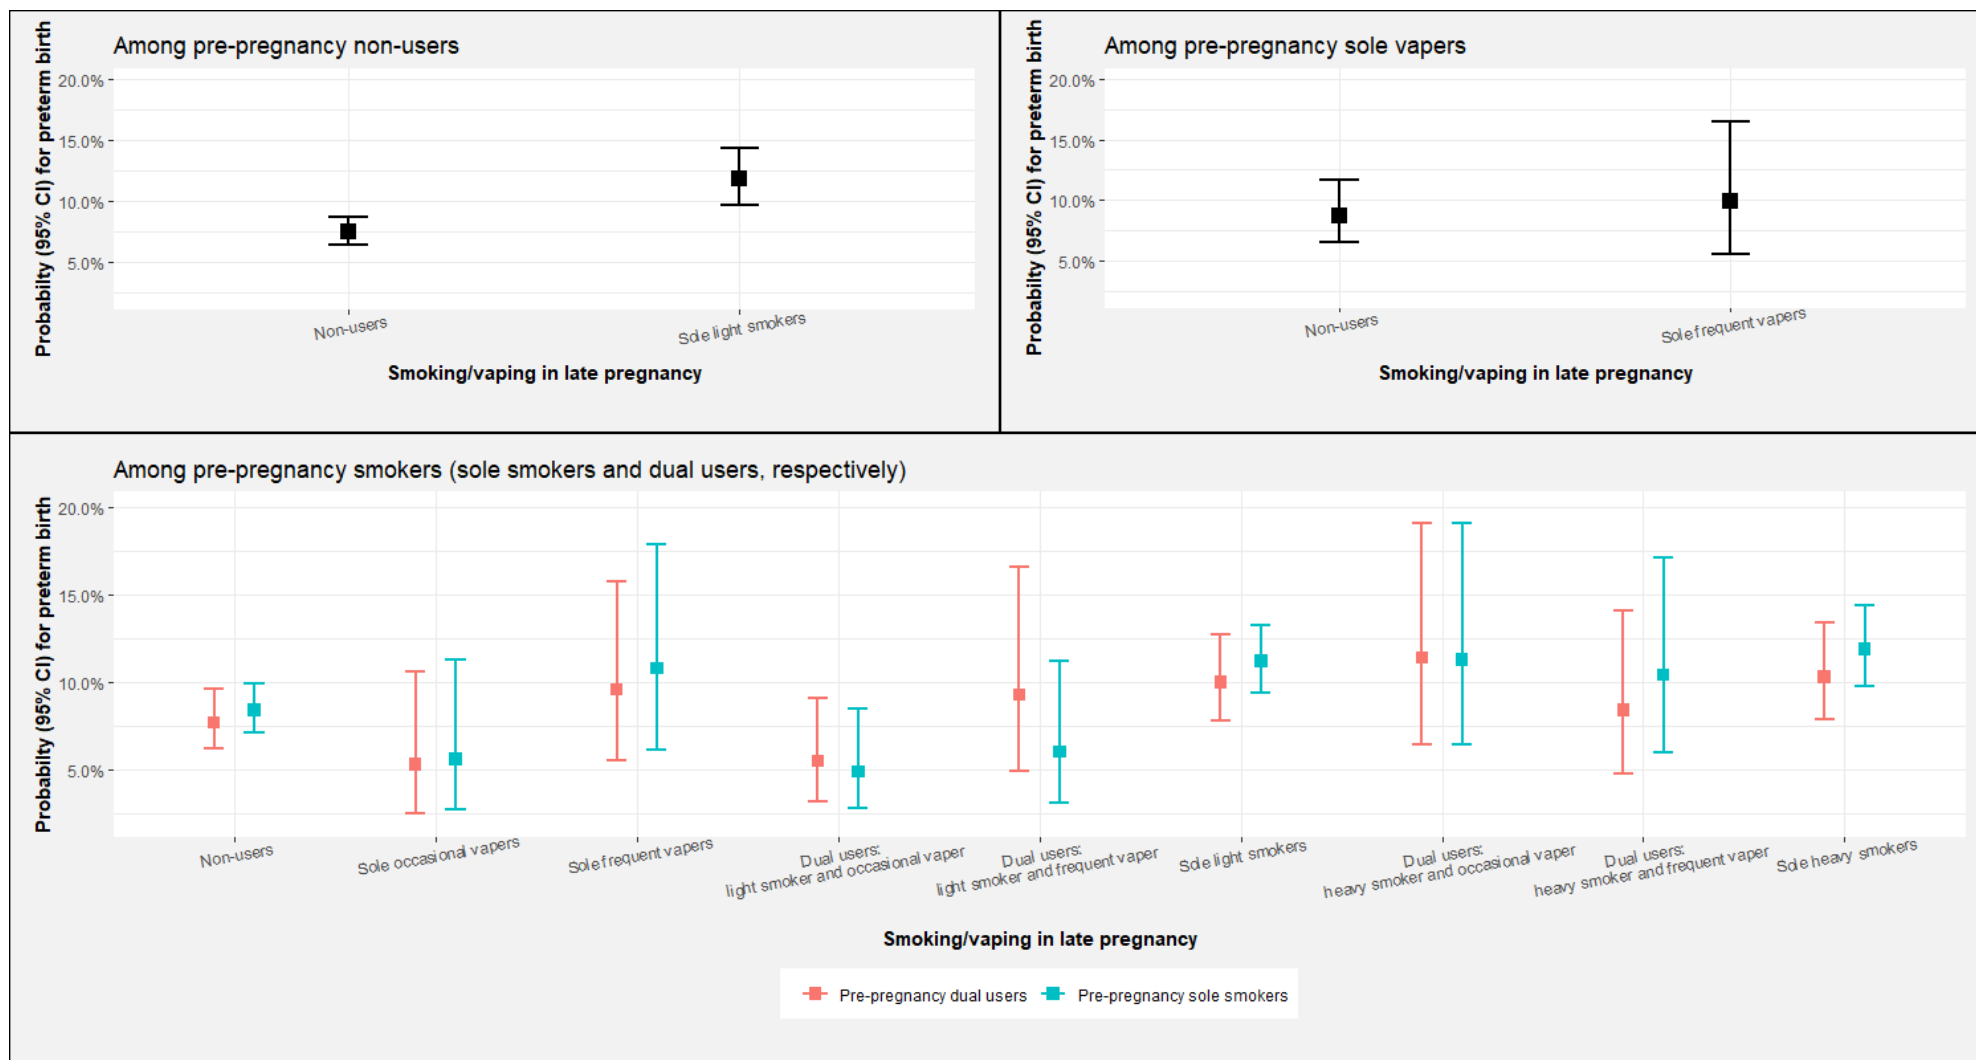 Among pre-pregnancy non-users
Probabilty (95% CI) for preterm birth
20.0%
15.0%
10.0%
5.0%
Non-users
Sole light smokers
Smoking/vaping in late pregnancy
Among pre-pregnancy sole vapers
Probabilty (95% CI) for preterm birth
20.0%
15.0%
10.0%
5.0%
Non-users
Sole frequent vapers
Smoking/vaping in late pregnancy
Among pre-pregnancy smokers (sole smokers and dual users, respectively)
Probabilty (95% CI) for preterm birth
20.0%
15.0%
10.0%
5.0%
Non-users
Sole occasional vapers
Sole frequent vapers
Dual users:
light smoker and occasional vaper
Dual users:
light smoker and frequent vaper
Sole light smokers
Dual users:
heavy smoker and occasional vaper
Dual users:
heavy smoker and frequent vaper
Sole heavy smokers
Smoking/vaping in late pregnancy
Pre-pregnancy dual users
Pre-pregnancy sole smokers